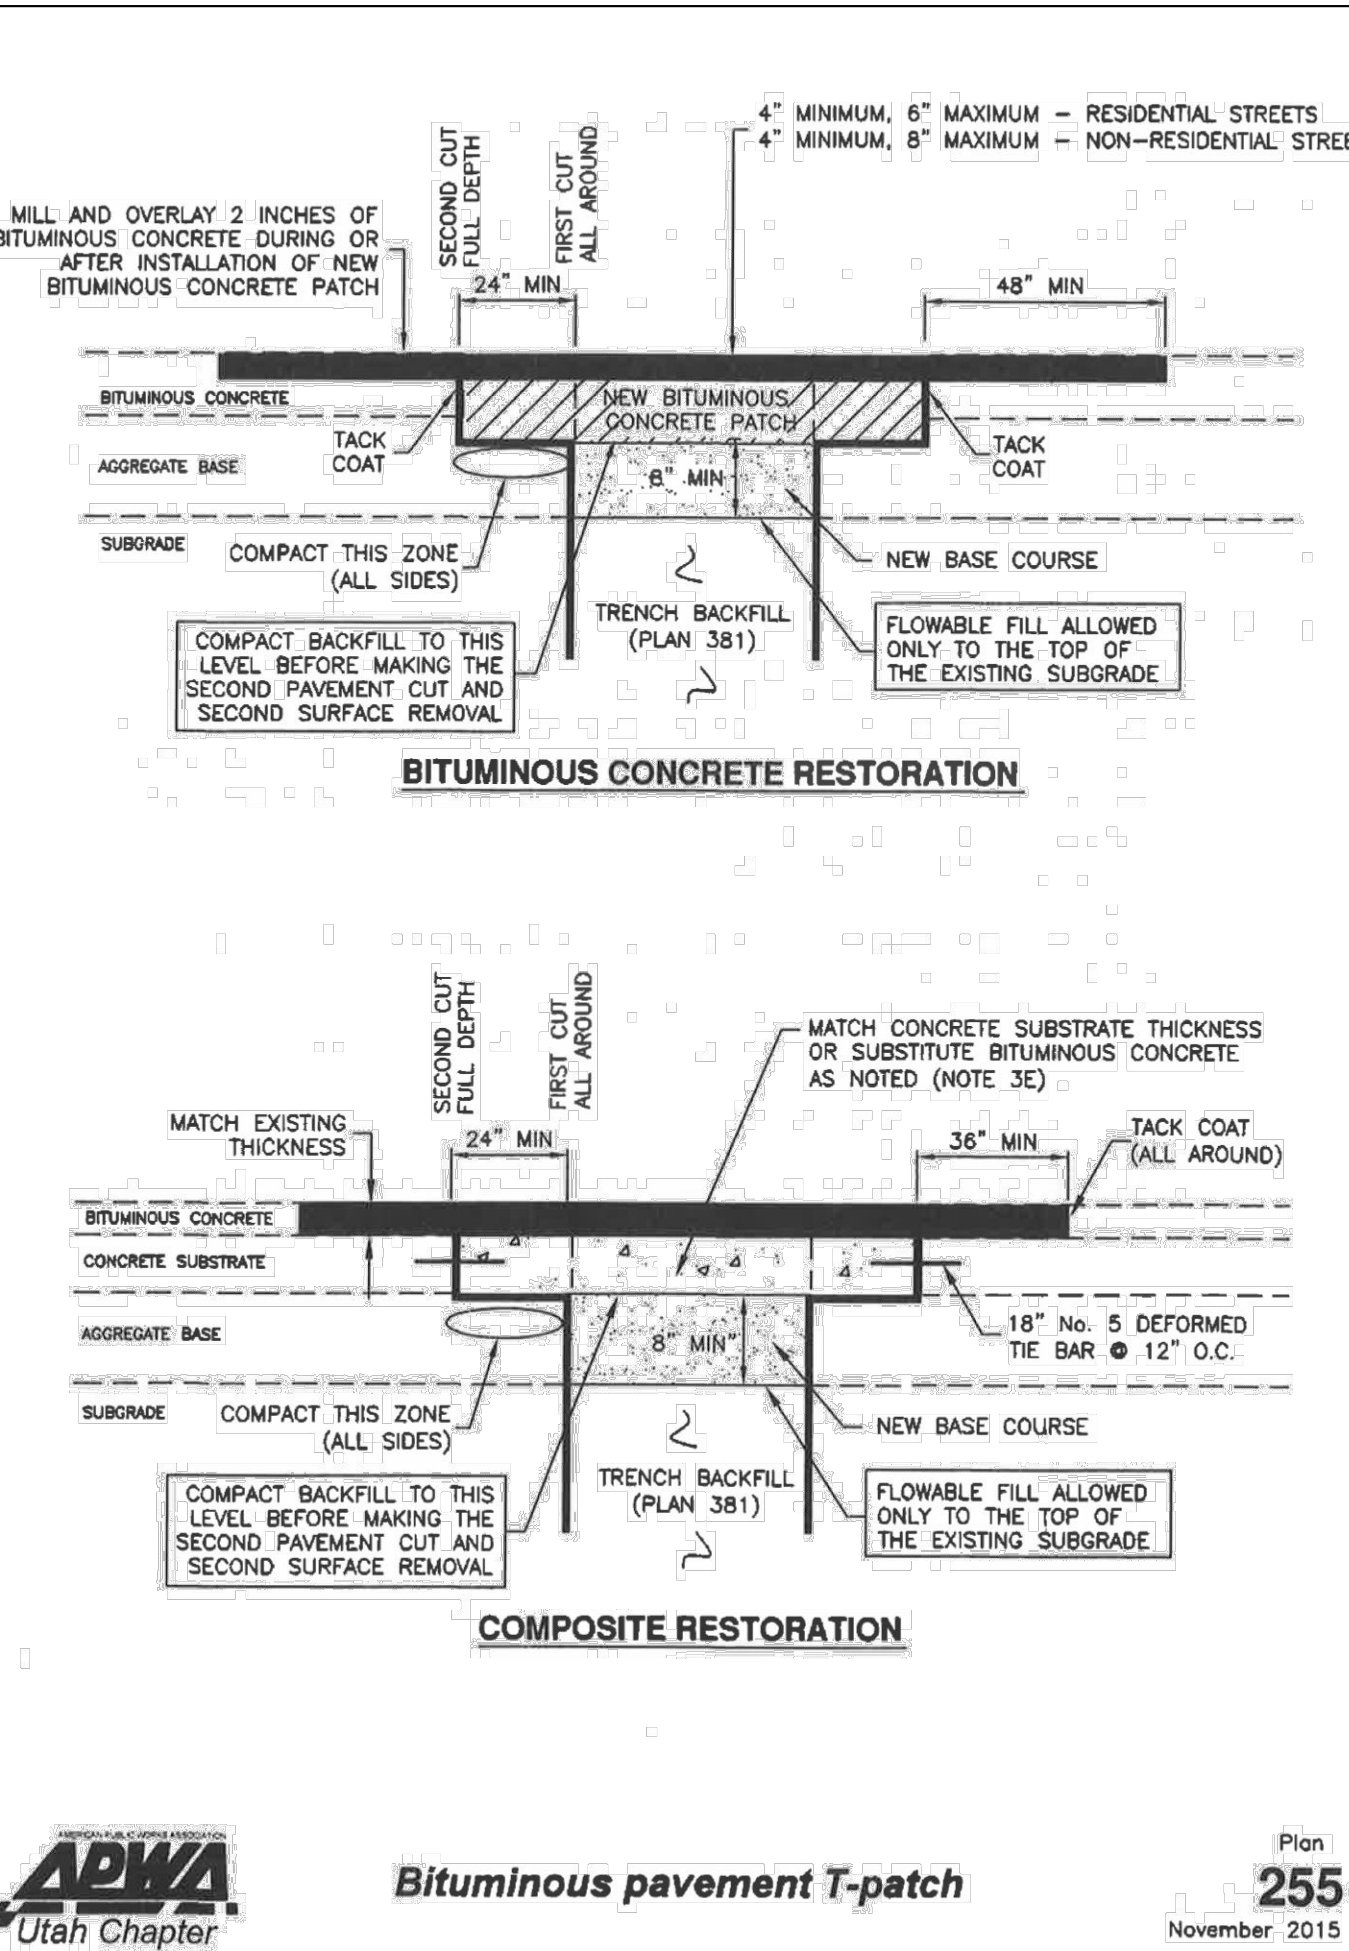 4" MINIMUM, 6" MAXIMUM – RESIDENTIAL STREETS
4" MINIMUM, 8" MAXIMUM – NON-RESIDENTIAL STREE
SECOND CUT
FULL DEPTH
FIRST CUT
ALL AROUND
MILL AND OVERLAY 2 INCHES OF
BITUMINOUS CONCRETE DURING OR
AFTER INSTALLATION OF NEW
BITUMINOUS CONCRETE PATCH
24" MIN
48" MIN
BITUMINOUS CONCRETE
NEW BITUMINOUS
CONCRETE PATCH
TACK
COAT
TACK
COAT
AGGREGATE BASE
8" MIN
SUBGRADE
COMPACT THIS ZONE
(ALL SIDES)
NEW BASE COURSE
TRENCH BACKFILL
(PLAN 381)
COMPACT BACKFILL TO THIS
LEVEL BEFORE MAKING THE
SECOND PAVEMENT CUT AND
SECOND SURFACE REMOVAL
FLOWABLE FILL ALLOWED
ONLY TO THE TOP OF
THE EXISTING SUBGRADE
BITUMINOUS CONCRETE RESTORATION
SECOND CUT
FULL DEPTH
FIRST CUT
ALL AROUND
MATCH CONCRETE SUBSTRATE THICKNESS
OR SUBSTITUTE BITUMINOUS CONCRETE
AS NOTED (NOTE 3E)
MATCH EXISTING
THICKNESS
24" MIN
36" MIN
TACK COAT
(ALL AROUND)
BITUMINOUS CONCRETE
CONCRETE SUBSTRATE
AGGREGATE BASE
8" MIN"
18" No. 5 DEFORMED
TIE BAR @ 12" O.C.
SUBGRADE
COMPACT THIS ZONE
(ALL SIDES)
NEW BASE COURSE
TRENCH BACKFILL
(PLAN 381)
COMPACT BACKFILL TO THIS
LEVEL BEFORE MAKING THE
SECOND PAVEMENT CUT AND
SECOND SURFACE REMOVAL
FLOWABLE FILL ALLOWED
ONLY TO THE TOP OF
THE EXISTING SUBGRADE
COMPOSITE RESTORATION
AMERICAN PUBLIC WORKS ASSOCIATION
APWA
Utah Chapter
Bituminous pavement T-patch
Plan
255
November 2015